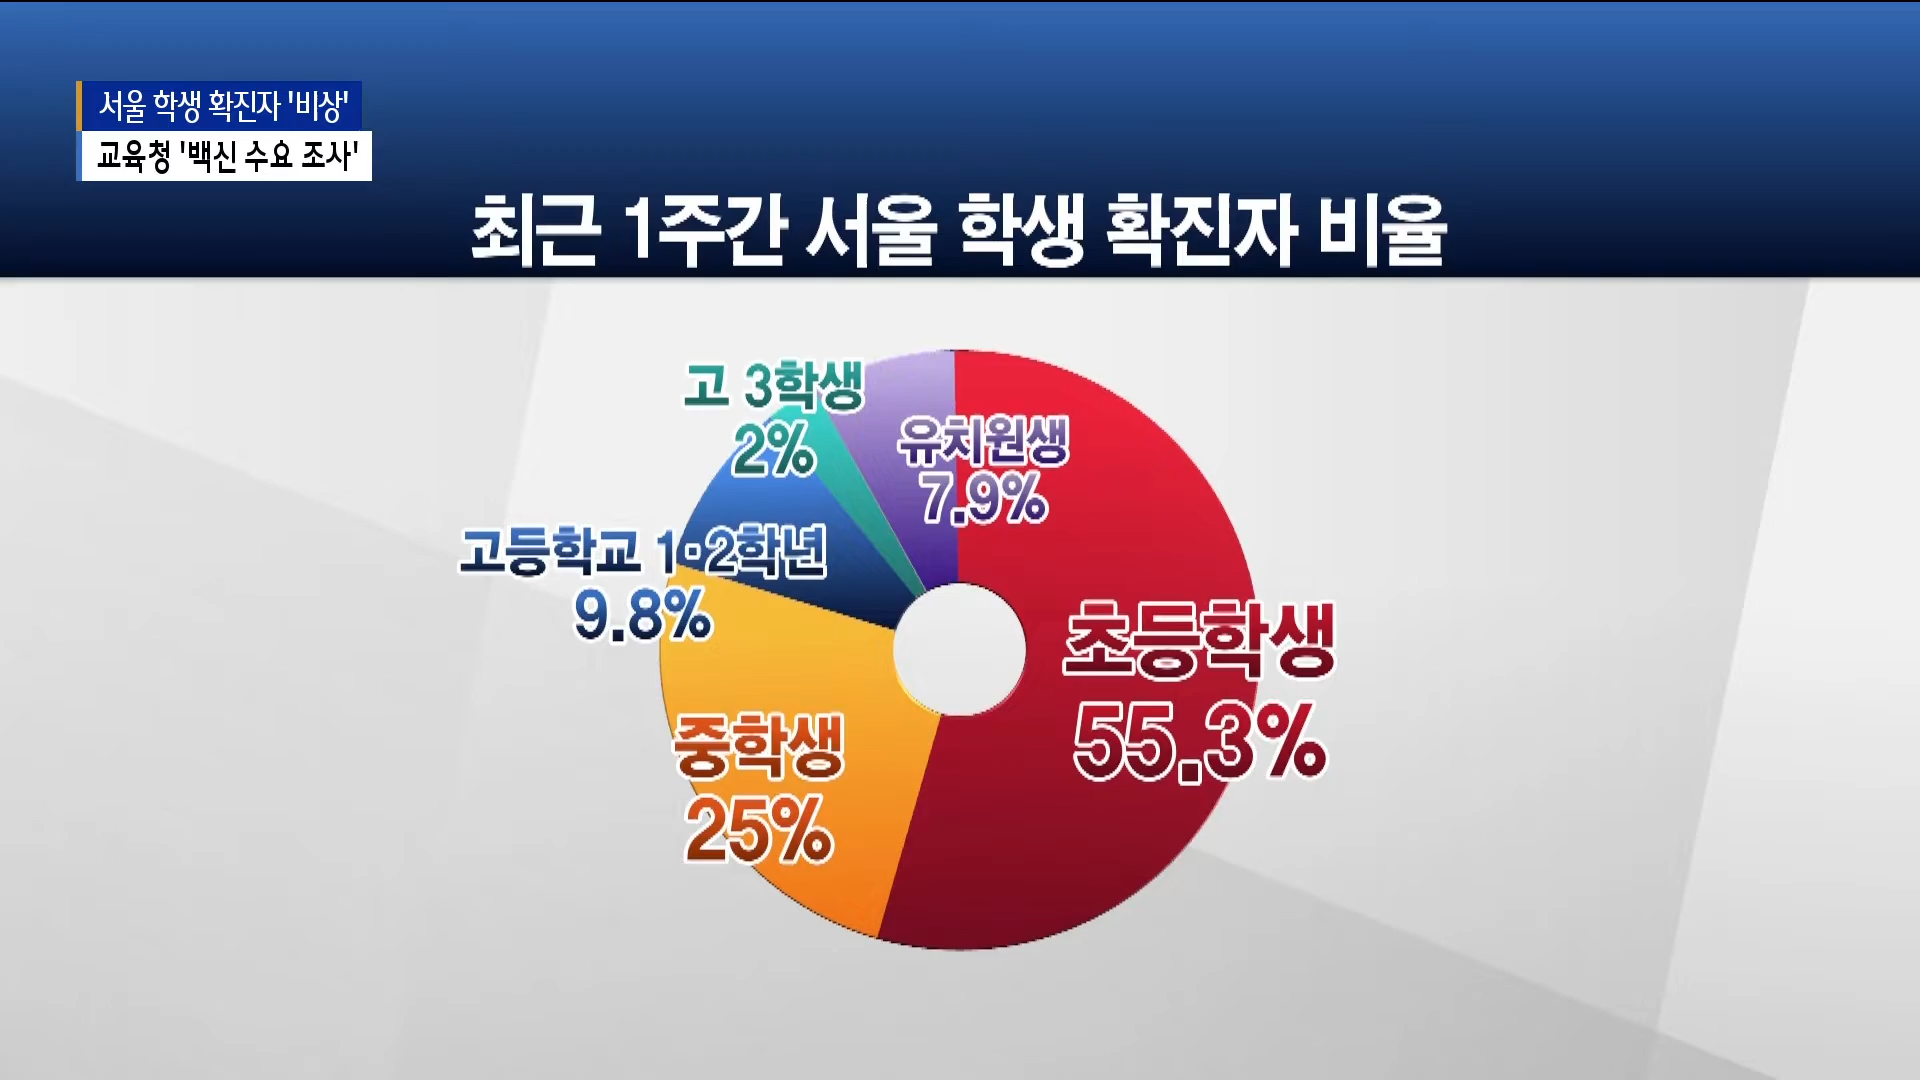 서울 학생 확진자 '비상'
교육청 '백신 수요 조사'
최근 1주간 서울 학생 확진자 비율
고 3학생
2%
유치원생
7.9%
고등학교 1·2학년
9.8%
초등학생
55.3%
중학생
25%